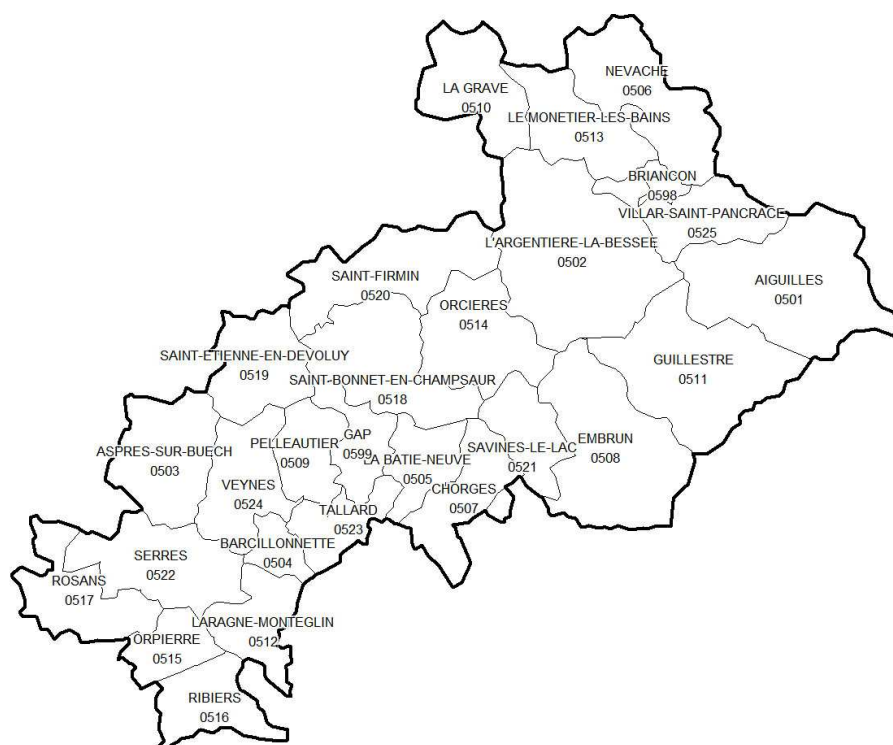 NEVACHE
0506
LA GRAVE
0510
LE MONETIER-LES-BAINS
0513
BRIANCON
0598
VILLAR-SAINT-PANCRACE
0525
L'ARGENTIERE-LA-BESSEE
0502
AIGUILLES
0501
SAINT-FIRMIN
0520
ORCIERES
0514
GUILLESTRE
0511
SAINT-ETIENNE-EN-DEVOLUY
0519
SAINT-BONNET-EN-CHAMPSAUR
0518
ASPRES-SUR-BUECH
0503
PELLEAUTIER
0509
GAP
0599
LA BATIE-NEUVE
0505
SAVINES-LE-LAC
0521
EMBRUN
0508
VEYNES
0524
CHORGES
0507
TALLARD
0523
BARCILLONNETTE
0504
SERRES
0522
ROSANS
0517
LARAGNE-MONTEGLIN
0512
ORPIERRE
0515
RIBIERS
0516